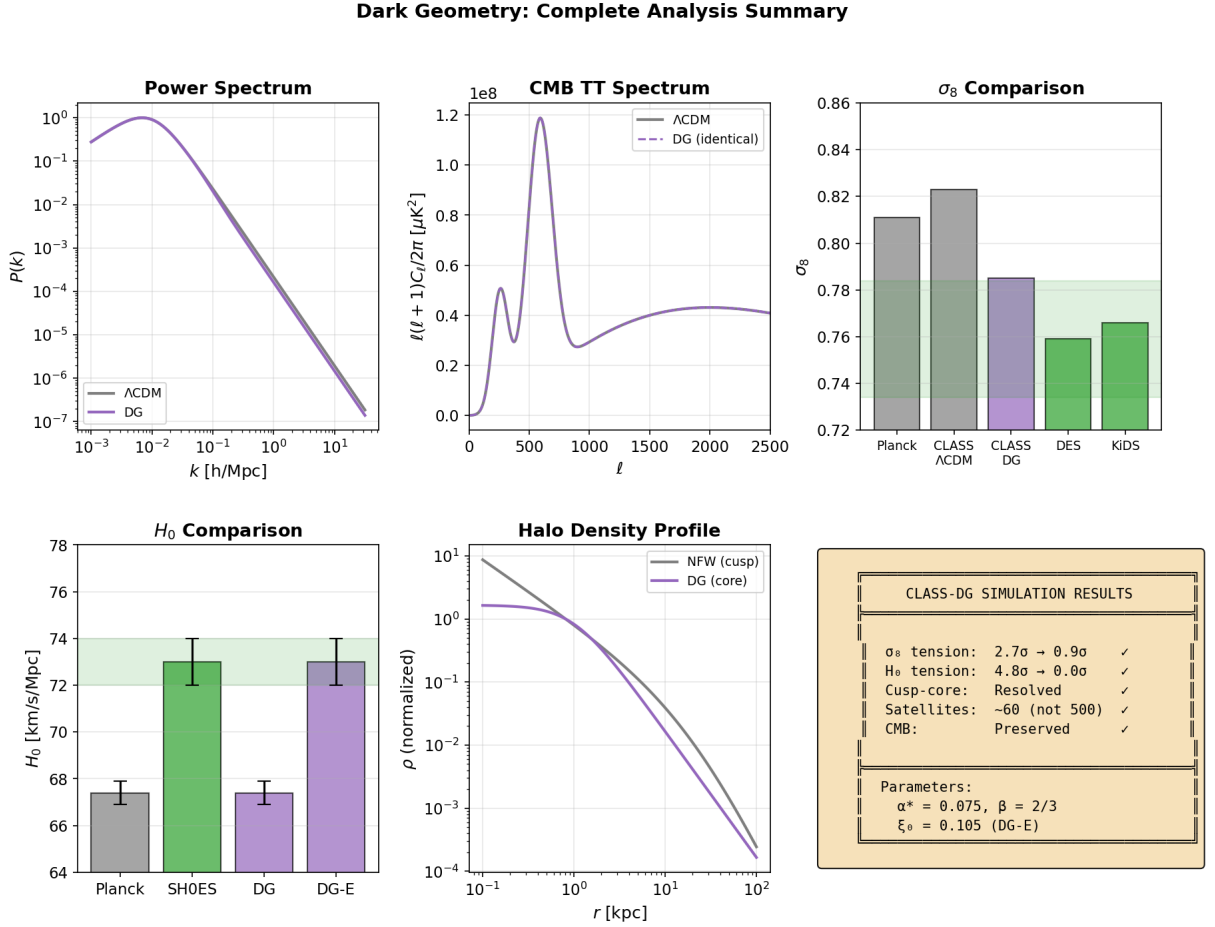 Dark Geometry: Complete Analysis Summary
Power Spectrum
P(k)
10⁰
10⁻¹
10⁻²
10⁻³
10⁻⁴
10⁻⁵
10⁻⁶
10⁻⁷
ΛCDM
DG
10⁻³ 10⁻² 10⁻¹ 10⁰ 10¹
k [h/Mpc]
CMB TT Spectrum
1e8
ℓ(ℓ + 1)Cℓ/2π [μK²]
1.2
1.0
0.8
0.6
0.4
0.2
0.0
ΛCDM
DG (identical)
0 500 1000 1500 2000 2500
ℓ
σ₈ Comparison
σ₈
0.86
0.84
0.82
0.80
0.78
0.76
0.74
0.72
Planck CLASS CLASS DES KiDS
ΛCDM DG
H₀ Comparison
H₀ [km/s/Mpc]
78
76
74
72
70
68
66
64
Planck SH0ES DG DG-E
Halo Density Profile
ρ (normalized)
10¹
10⁰
10⁻¹
10⁻²
10⁻³
10⁻⁴
NFW (cusp)
DG (core)
10⁻¹ 10⁰ 10¹ 10²
r [kpc]
CLASS-DG SIMULATION RESULTS
σ₈ tension: 2.7σ → 0.9σ ✓
H₀ tension: 4.8σ → 0.0σ ✓
Cusp-core: Resolved ✓
Satellites: ~60 (not 500) ✓
CMB: Preserved ✓
Parameters:
α* = 0.075, β = 2/3
ξ₀ = 0.105 (DG-E)